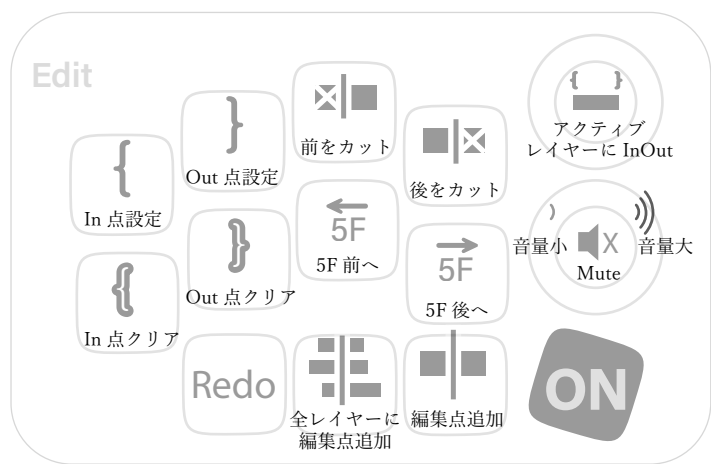 Edit
In 点設定
Out 点設定
前をカット
後をカット
アクティブ
レイヤーに InOut
In 点クリア
Out 点クリア
5F
5F 前へ
5F
5F 後へ
音量小
X
Mute
音量大
Redo
全レイヤーに
編集点追加
編集点追加
ON